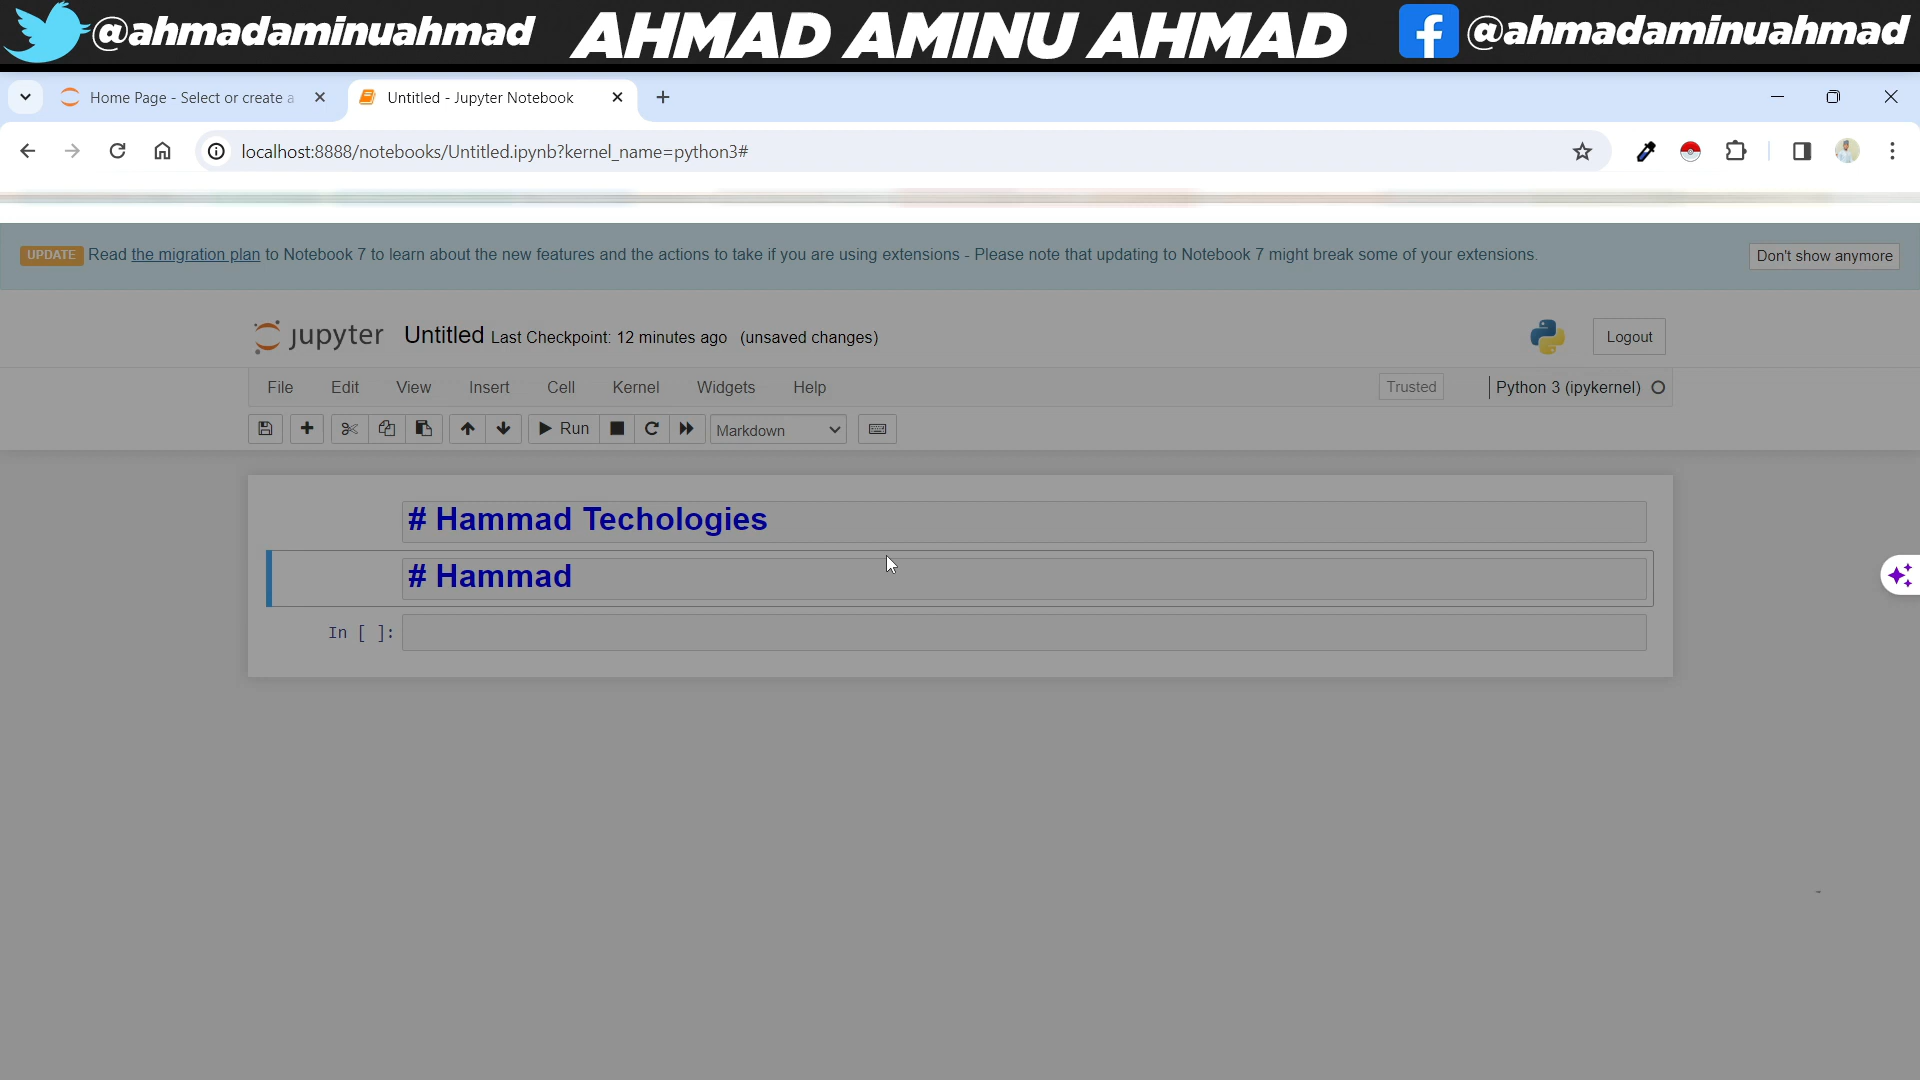 @ahmadaminuahmad AHMAD AMINU AHMAD @ahmadaminuahmad
Home Page - Select or create a
Untitled - Jupyter Notebook
localhost:8888/notebooks/Untitled.ipynb?kernel_name=python3#
UPDATE Read the migration plan to Notebook 7 to learn about the new features and the actions to take if you are using extensions - Please note that updating to Notebook 7 might break some of your extensions.
Don't show anymore
jupyter Untitled Last Checkpoint: 12 minutes ago (unsaved changes)
Logout
File Edit View Insert Cell Kernel Widgets Help
Trusted
Python 3 (ipykernel)
Run
Markdown
# Hammad Techologies
# Hammad
In [ ]: